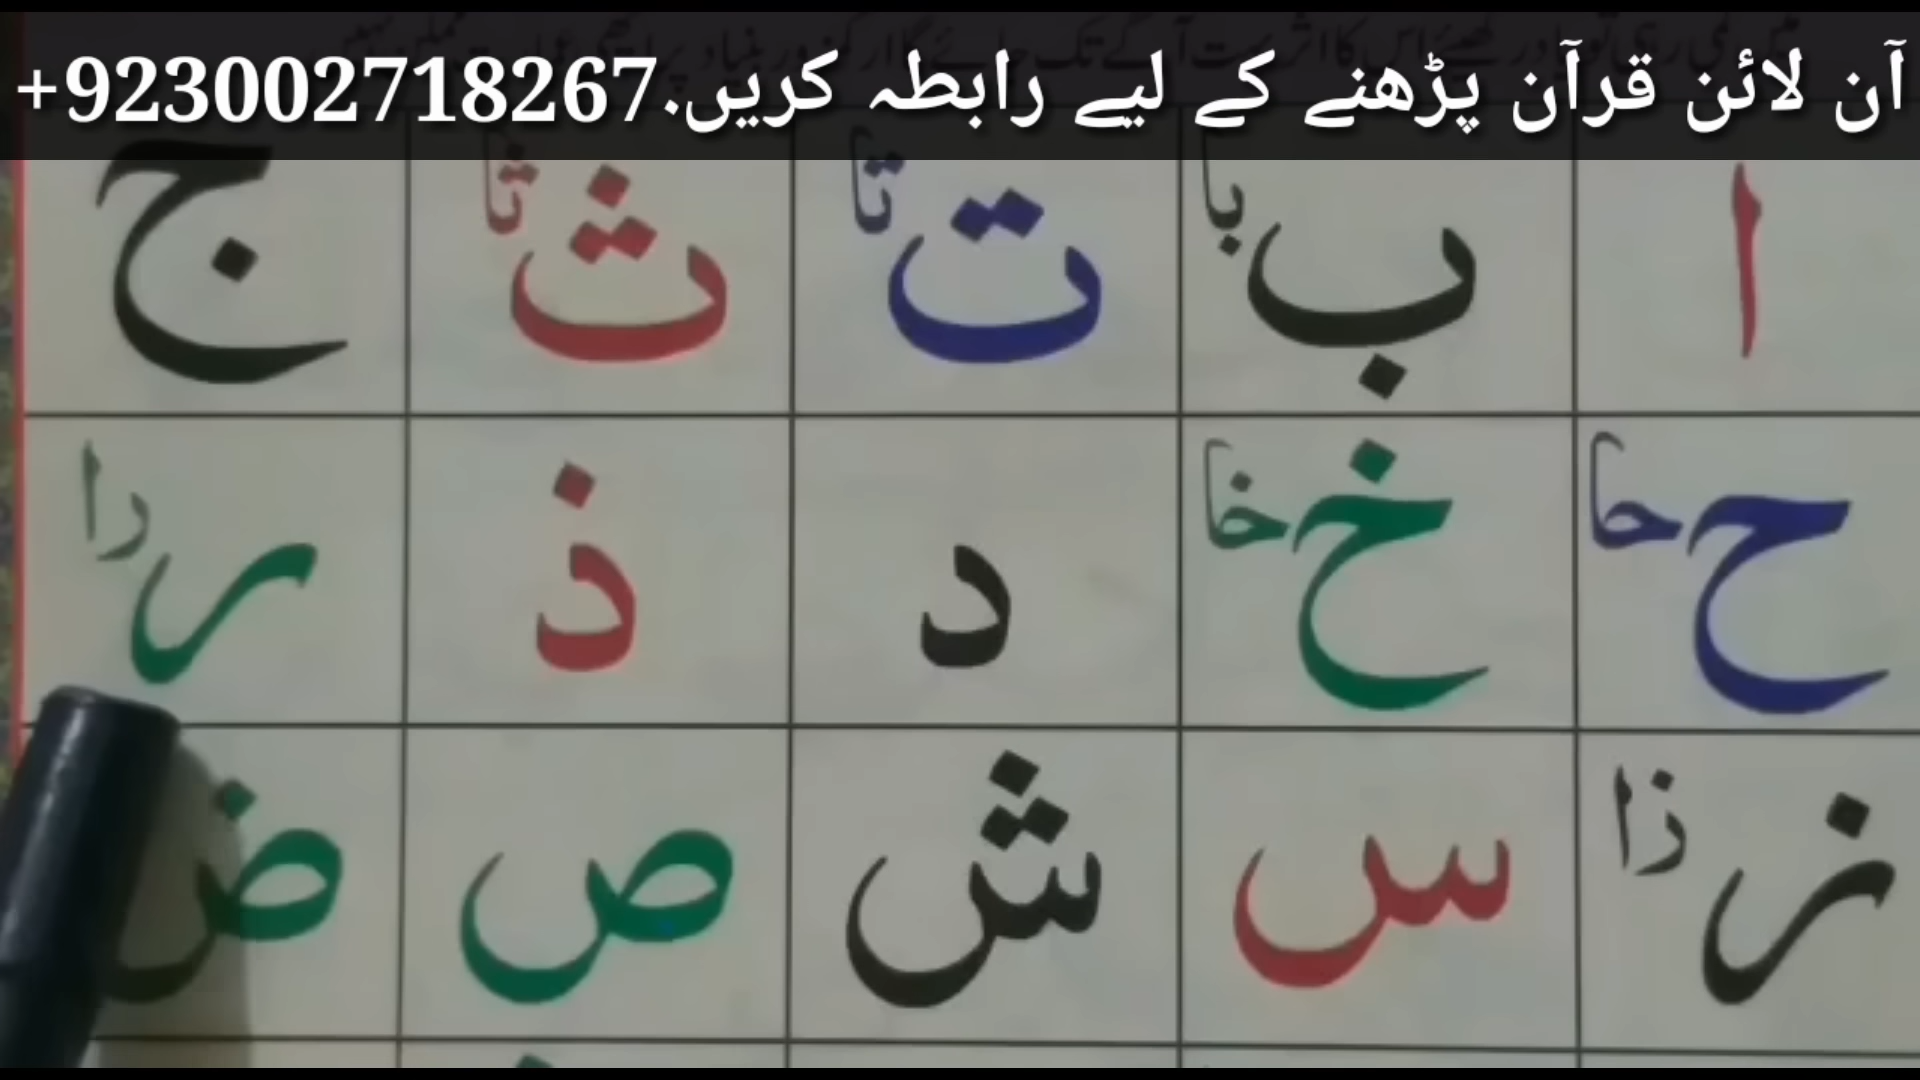 آن لائن قرآن پڑھنے کے لیے رابطہ کریں.923002718267+
ا ب با ت تا ث ثا ج
ح حا خ خا د ذ ر را
ز زا س ش ص ض